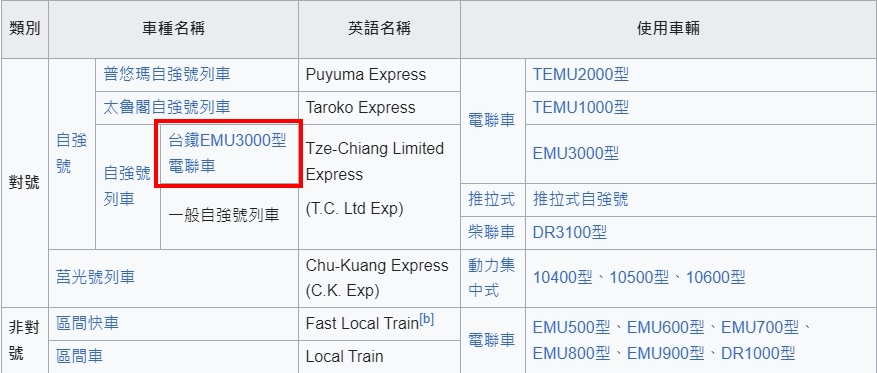 類別 車種名稱 英語名稱 使用車輛
對號
自強
號
普悠瑪自強號列車 Puyuma Express
太魯閣自強號列車 Taroko Express
自強號
列車
台鐵EMU3000型
電聯車
一般自強號列車
Tze-Chiang Limited
Express
(T.C. Ltd Exp)
電聯車
TEMU2000型
TEMU1000型
EMU3000型
推拉式 推拉式自強號
柴聯車 DR3100型
莒光號列車
Chu-Kuang Express
(C.K. Exp)
動力集
中式
10400型、10500型、10600型
非對
號
區間快車 Fast Local Train[b]
區間車 Local Train
電聯車
EMU500型、EMU600型、EMU700型、
EMU800型、EMU900型、DR1000型